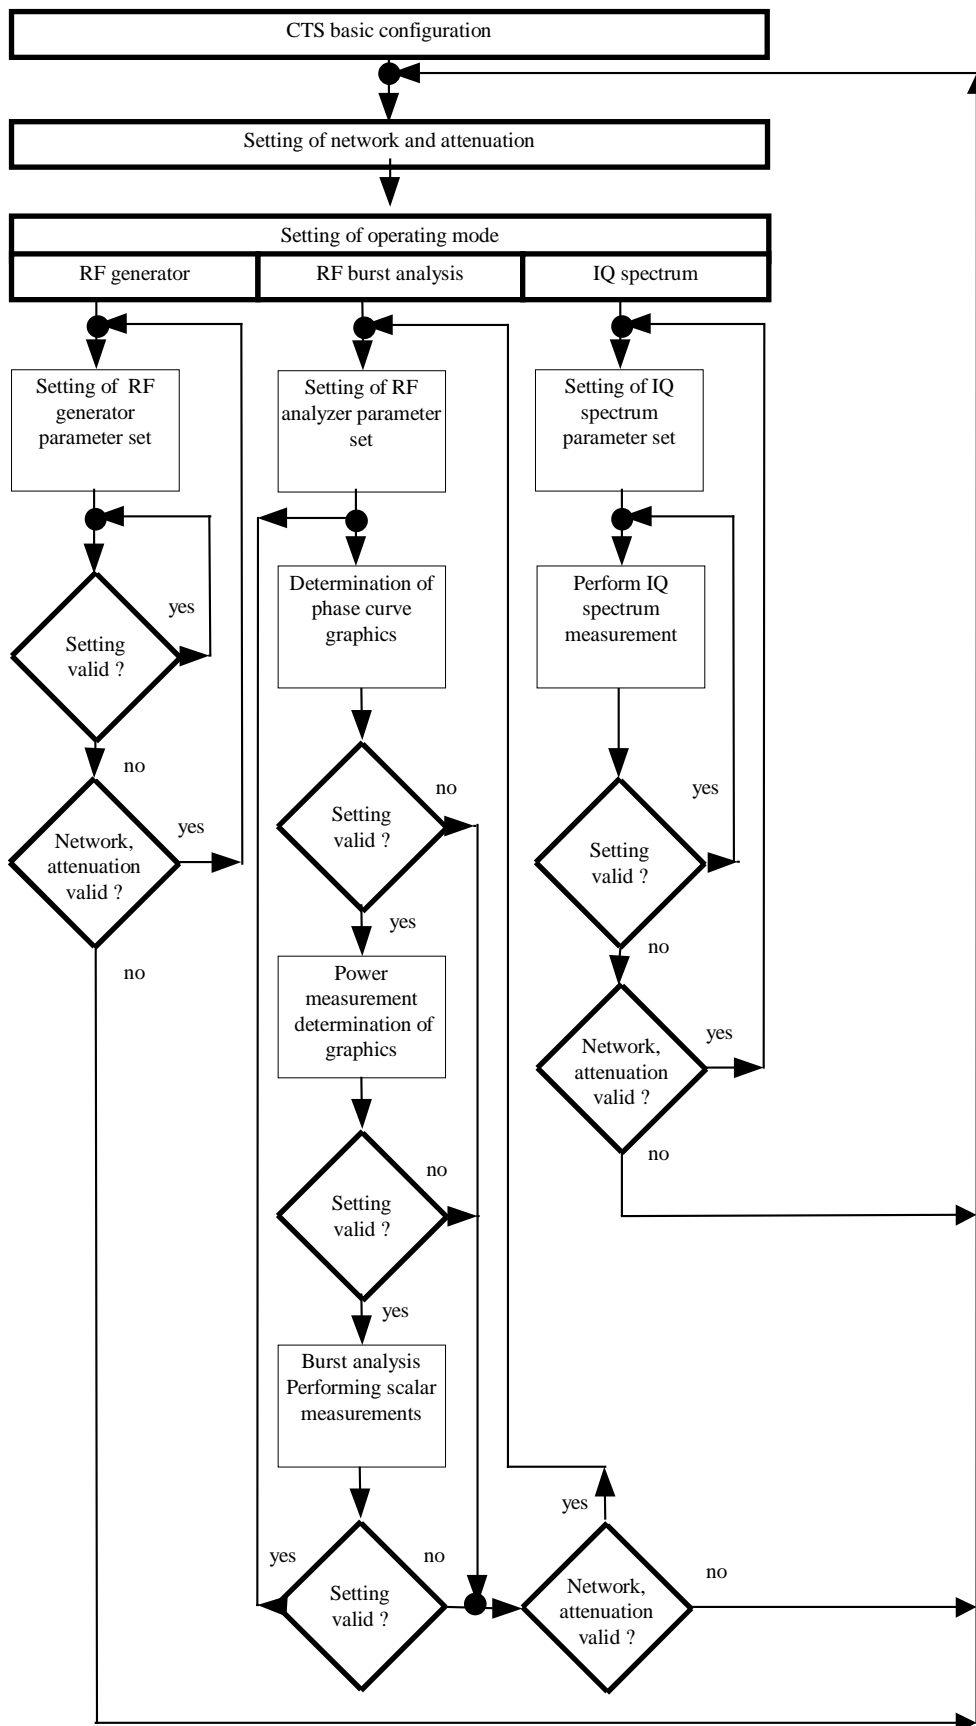 CTS basic configuration
Setting of network and attenuation
Setting of operating mode
RF generator
RF burst analysis
IQ spectrum
Setting of RF
generator
parameter set
yes
Setting
valid ?
no
Network,
attenuation
valid ?
yes
no
Setting of RF
analyzer parameter
set
Determination of
phase curve
graphics
Setting
valid ?
no
yes
Power
measurement
determination of
graphics
Setting
valid ?
no
yes
Burst analysis
Performing scalar
measurements
yes
Setting
valid ?
no
yes
Network,
attenuation
valid ?
no
Setting of IQ
spectrum
parameter set
Perform IQ
spectrum
measurement
yes
Setting
valid ?
no
Network,
attenuation
valid ?
yes
no